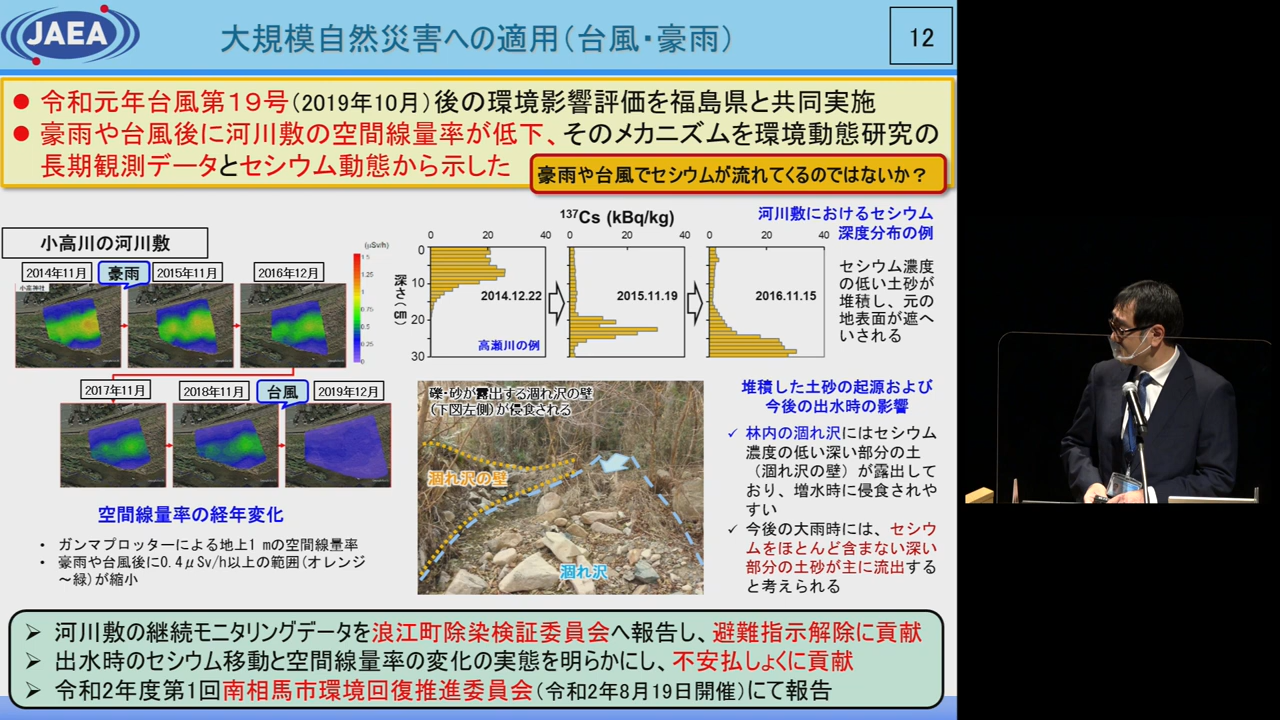 JAEA
大規模自然災害への適用（台風・豪雨）
12
● 令和元年台風第１９号（2019年10月）後の環境影響評価を福島県と共同実施
● 豪雨や台風後に河川敷の空間線量率が低下、そのメカニズムを環境動態研究の
長期観測データとセシウム動態から示した
豪雨や台風でセシウムが流れてくるのではないか？
小高川の河川敷
2014年11月
豪雨
2015年11月
2016年12月
小高神社
(μSv/h)
1.5
1.25
1
0.75
0.5
0.25
0
2017年11月
2018年11月
台風
2019年12月
空間線量率の経年変化
• ガンマプロッターによる地上1 mの空間線量率
• 豪雨や台風後に0.4μSv/h以上の範囲(オレンジ
～緑)が縮小
137Cs (kBq/kg)
0 20 40 0 20 40 0 20 40
深さ(㎝)
0
10
20
30
2014.12.22
2015.11.19
2016.11.15
高瀬川の例
河川敷におけるセシウム
深度分布の例
セシウム濃度
の低い土砂が
堆積し、元の
地表面が遮へ
いされる
礫・砂が露出する涸れ沢の壁
（下図左側）が侵食される
涸れ沢の壁
涸れ沢
堆積した土砂の起源および
今後の出水時の影響
✓ 林内の涸れ沢にはセシウム
濃度の低い深い部分の土
（涸れ沢の壁）が露出して
おり、増水時に侵食されや
すい
✓ 今後の大雨時には、セシウ
ムをほとんど含まない深い
部分の土砂が主に流出する
と考えられる
➢ 河川敷の継続モニタリングデータを浪江町除染検証委員会へ報告し、避難指示解除に貢献
➢ 出水時のセシウム移動と空間線量率の変化の実態を明らかにし、不安払しょくに貢献
➢ 令和2年度第1回南相馬市環境回復推進委員会（令和2年8月19日開催）にて報告